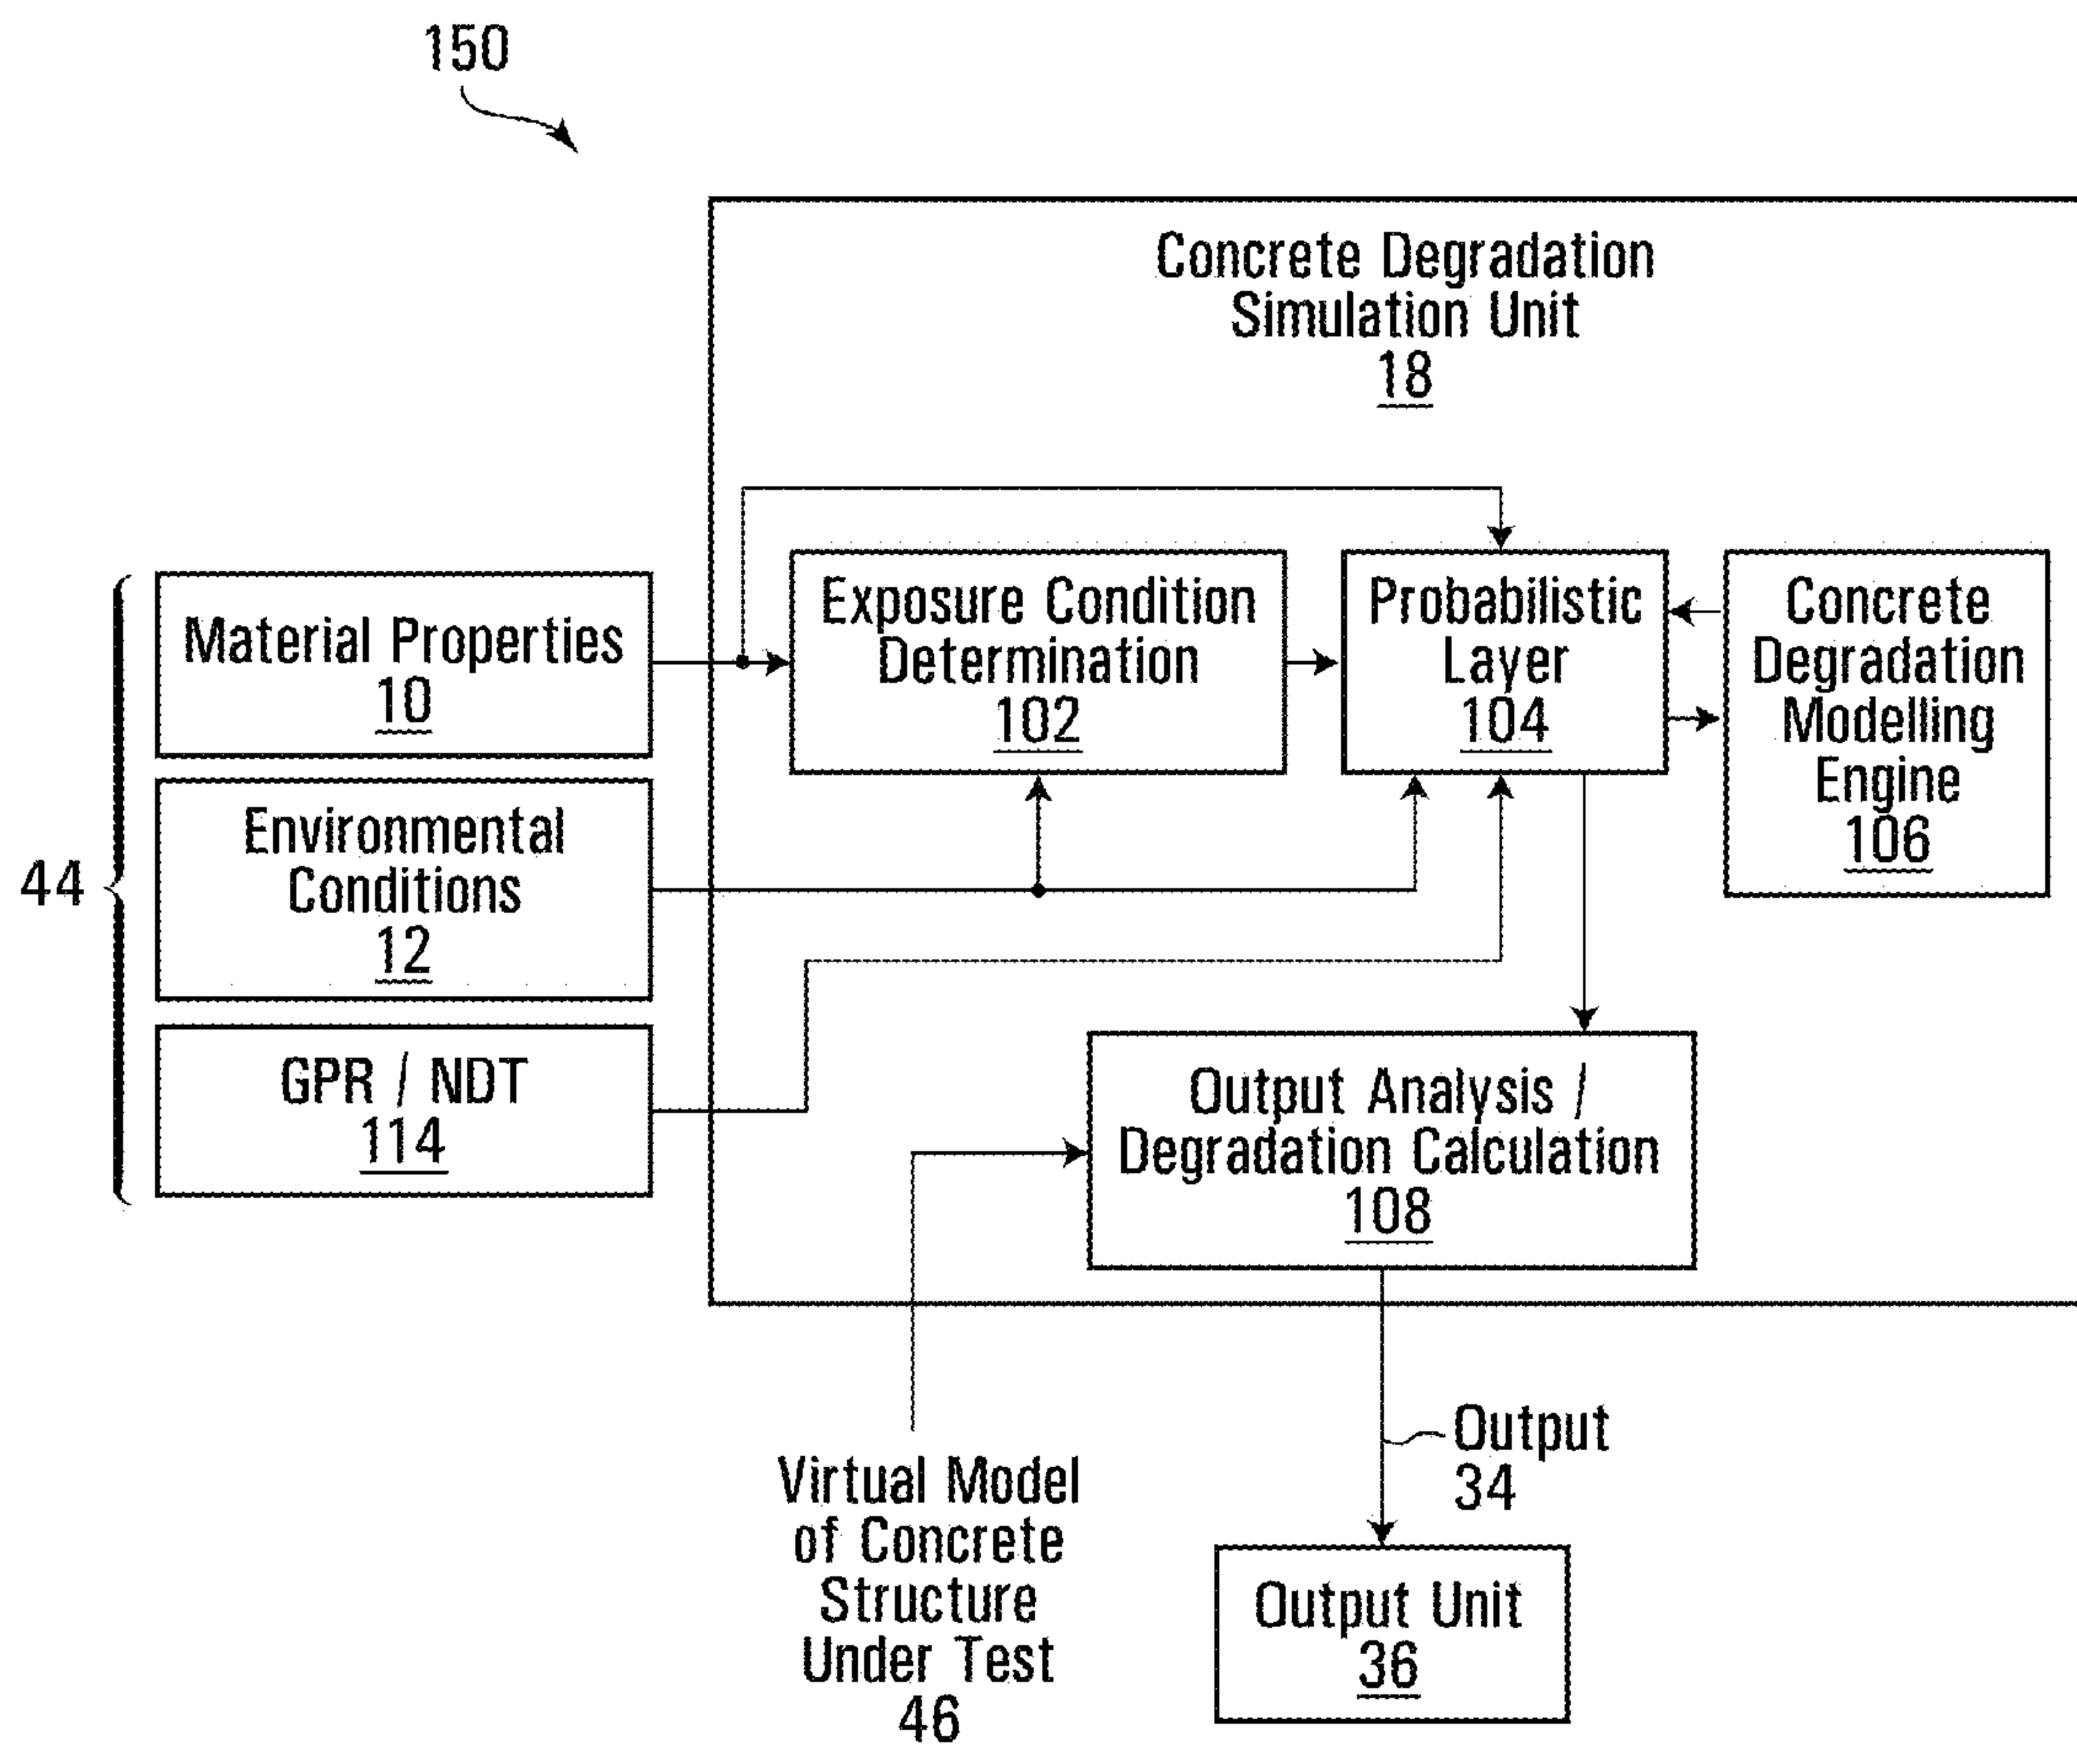 150
Concrete Degradation
Simulation Unit
18
Material Properties
10
Environmental
Conditions
12
GPR / NDT
114
44
Exposure Condition
Determination
102
Probabilistic
Layer
104
Concrete
Degradation
Modelling
Engine
106
Output Analysis /
Degradation Calculation
108
Virtual Model
of Concrete
Structure
Under Test
46
Output
34
Output Unit
36